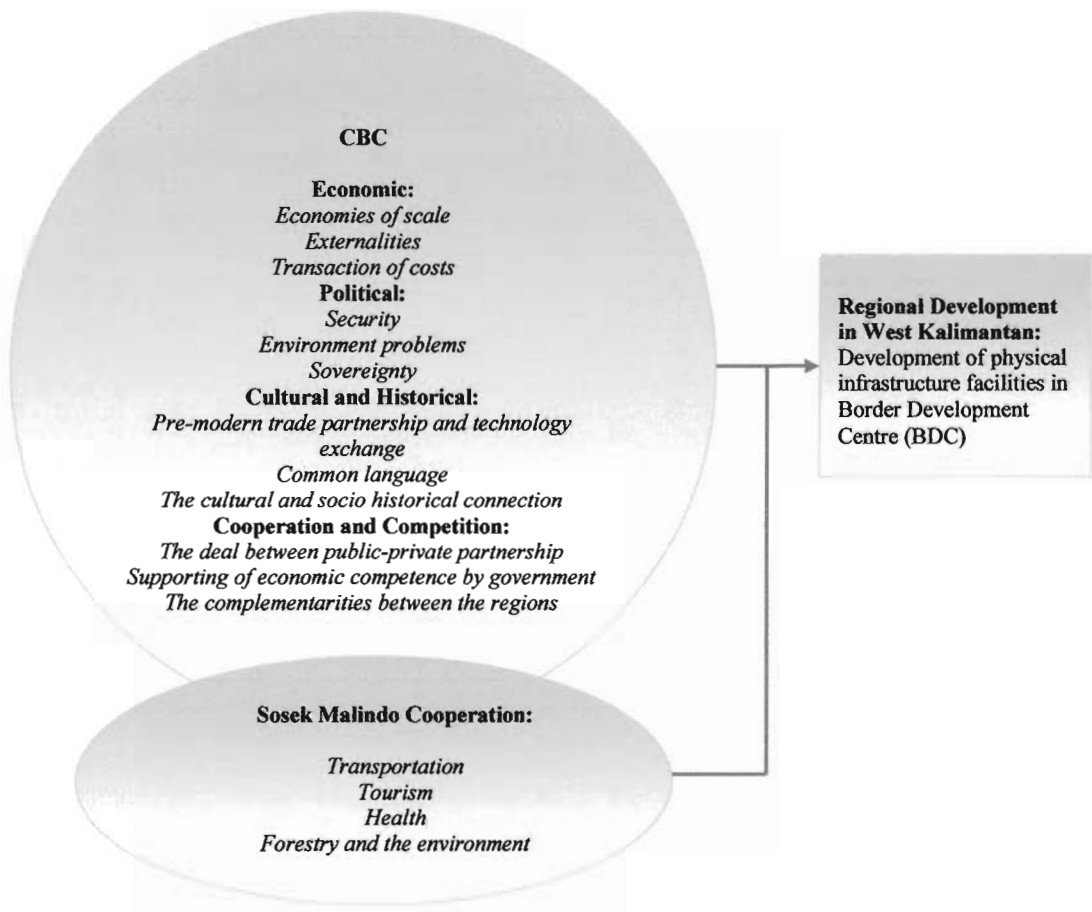 CBC
Economic:
Economies of scale
Externalities
Transaction of costs
Political:
Security
Environment problems
Sovereignty
Cultural and Historical:
Pre-modern trade partnership and technology
exchange
Common language
The cultural and socio historical connection
Cooperation and Competition:
The deal between public-private partnership
Supporting of economic competence by government
The complementarities between the regions
Sosek Malindo Cooperation:
Transportation
Tourism
Health
Forestry and the environment
Regional Development
in West Kalimantan:
Development of physical
infrastructure facilities in
Border Development
Centre (BDC)